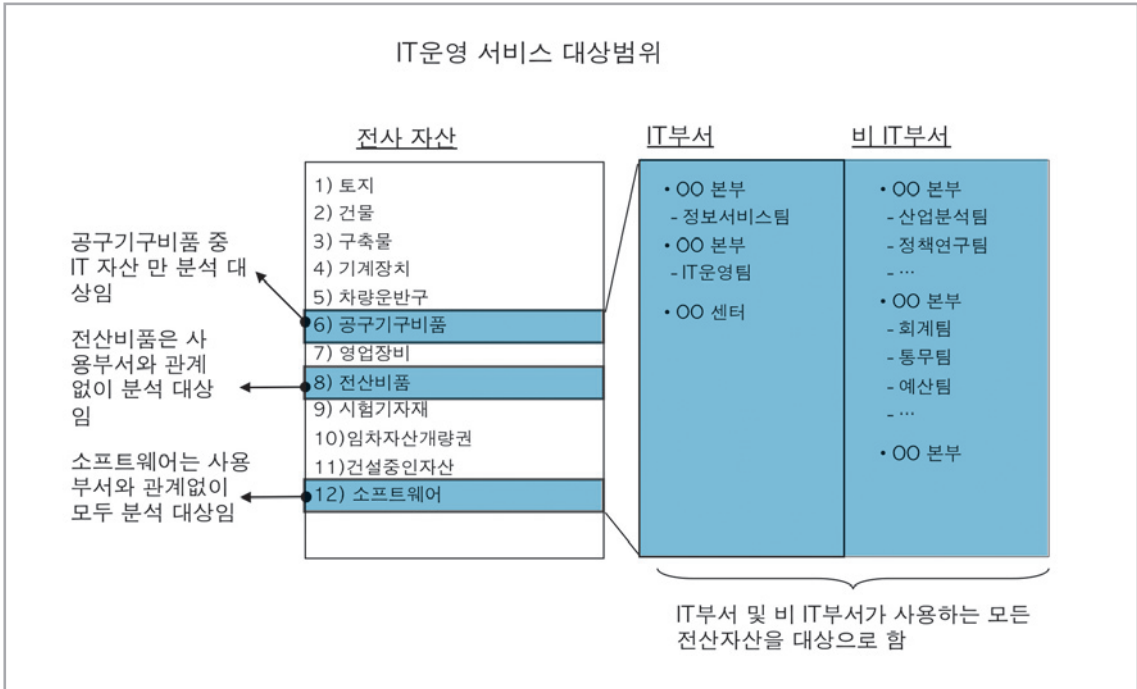 IT운영 서비스 대상범위
전사 자산
IT부서
비 IT부서
공구기구비품 중
IT 자산 만 분석 대
상임
전산비품은 사
용부서와 관계
없이 분석 대상
임
소프트웨어는 사용
부서와 관계없이
모두 분석 대상임
1) 토지
2) 건물
3) 구축물
4) 기계장치
5) 차량운반구
6) 공구기구비품
7) 영업장비
8) 전산비품
9) 시험기자재
10)임차자산개량권
11)건설중인자산
12) 소프트웨어
• OO 본부
- 정보서비스팀
• OO 본부
- IT운영팀
• OO 센터
• OO 본부
- 산업분석팀
- 정책연구팀
- ···
• OO 본부
- 회계팀
- 통무팀
- 예산팀
- ···
• OO 본부
IT부서 및 비 IT부서가 사용하는 모든
전산자산을 대상으로 함